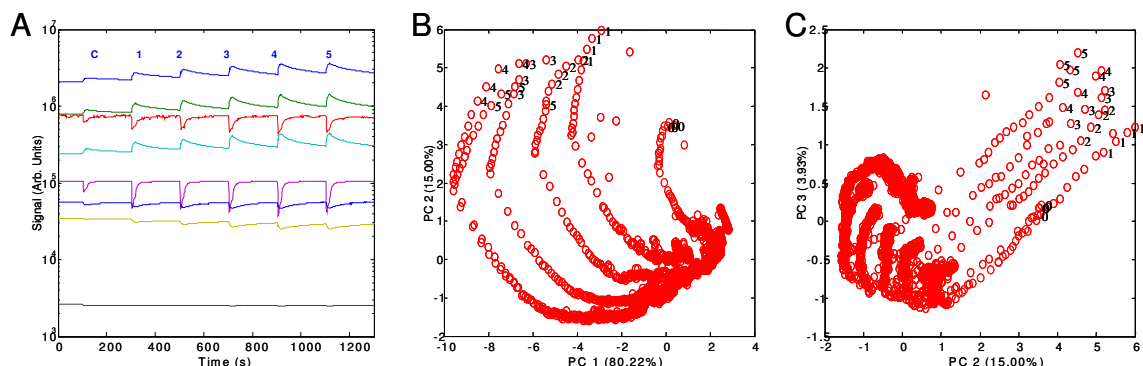 A
10^7
10^6
10^5
10^4
10^3
C 1 2 3 4 5
Signal (Arb. Units)
0 200 400 600 800 1000 1200
Time (s)
B
6
5
4
3
2
1
0
-1
-2
-10 -8 -6 -4 -2 0 2 4
PC 2 (15.00%)
PC 1 (80.22%)
C
2.5
2
1.5
1
0.5
0
-0.5
-1
-1.5
-2 -1 0 1 2 3 4 5 6
PC 3 (3.93%)
PC 2 (15.00%)